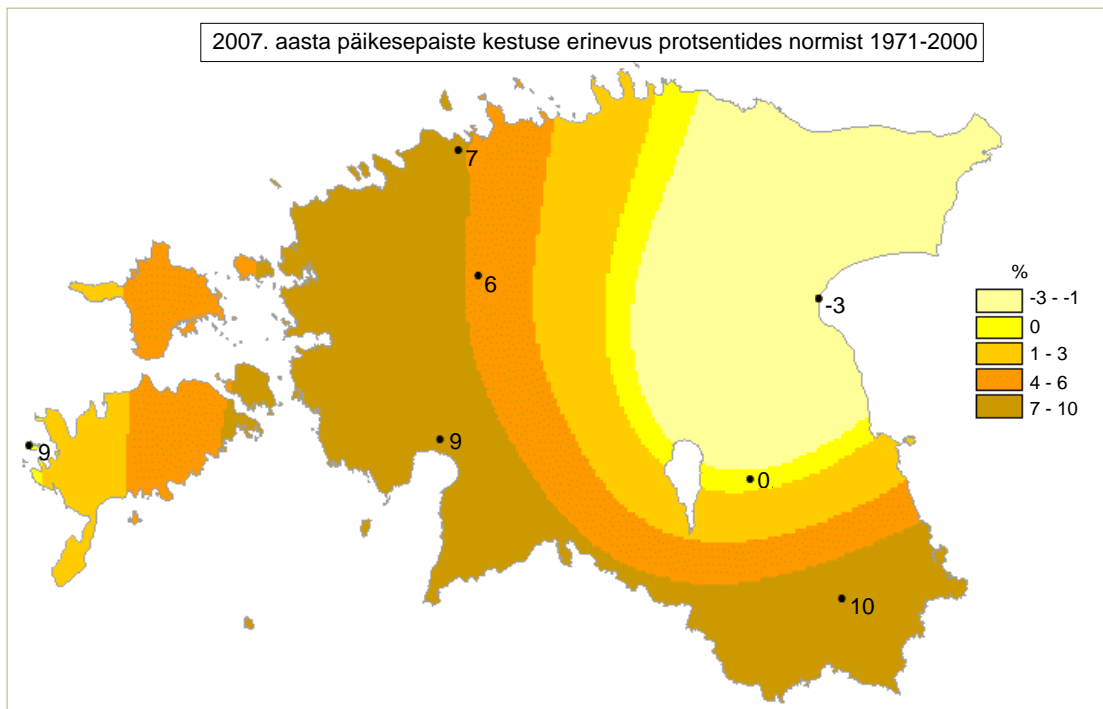 2007. aasta päikesepaiste kestuse erinevus protsentides normist 1971-2000
7
6
-3
%
-3 - -1
0
1 - 3
4 - 6
7 - 10
9
9
0
10